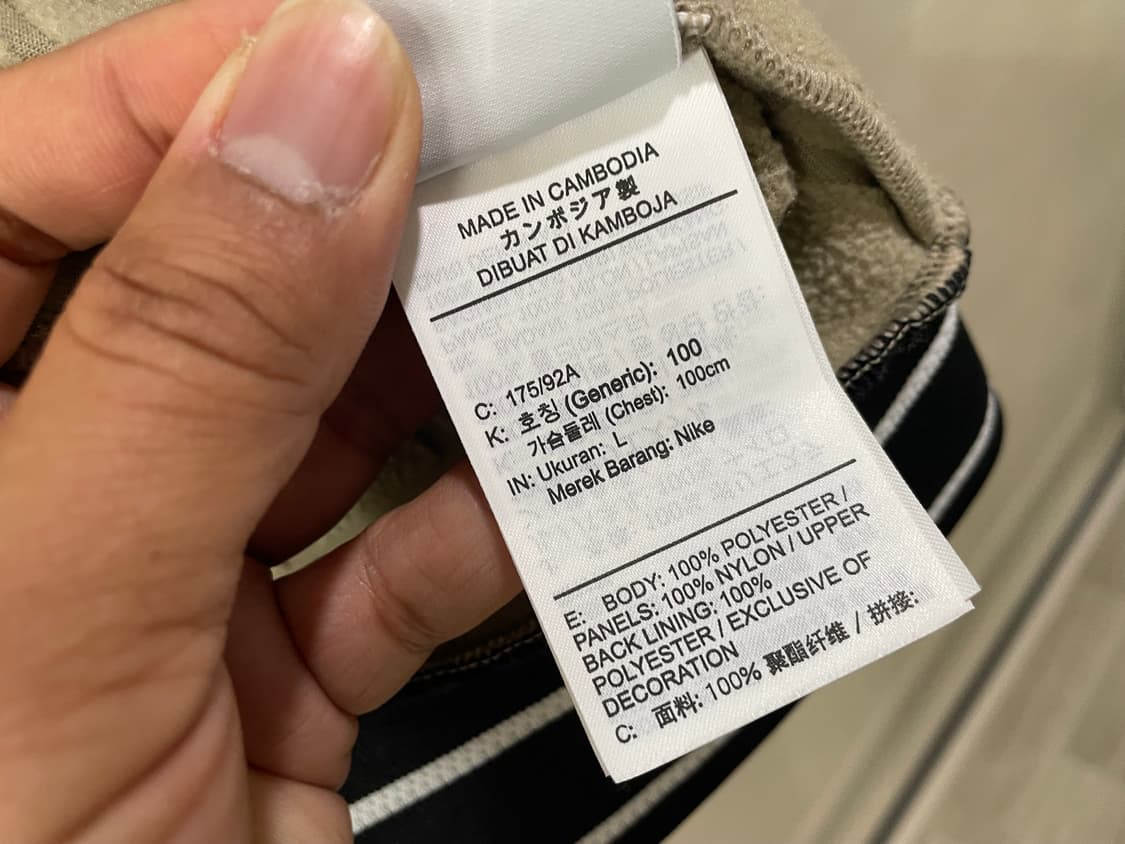 MADE IN CAMBODIA
カンボジア製
DIBUAT DI KAMBOJA
C: 175/92A
K: 호칭 (Generic): 100
가슴둘레 (Chest): 100cm
IN: Ukuran: L
Merek Barang: Nike
E: BODY: 100% POLYESTER /
PANELS: 100% NYLON / UPPER
BACK LINING: 100%
POLYESTER / EXCLUSIVE OF
DECORATION
C: 面料: 100% 聚酯纤维 / 拼接: